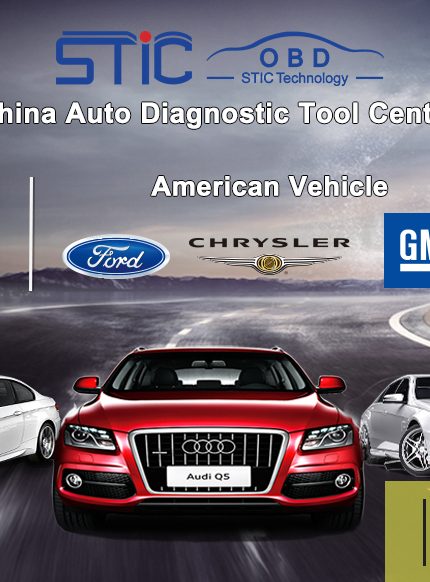 STiC
OBD
STIC Technology
hina Auto Diagnostic Tool Cent
American Vehicle
Ford
CHRYSLER
GM
Audi Q5